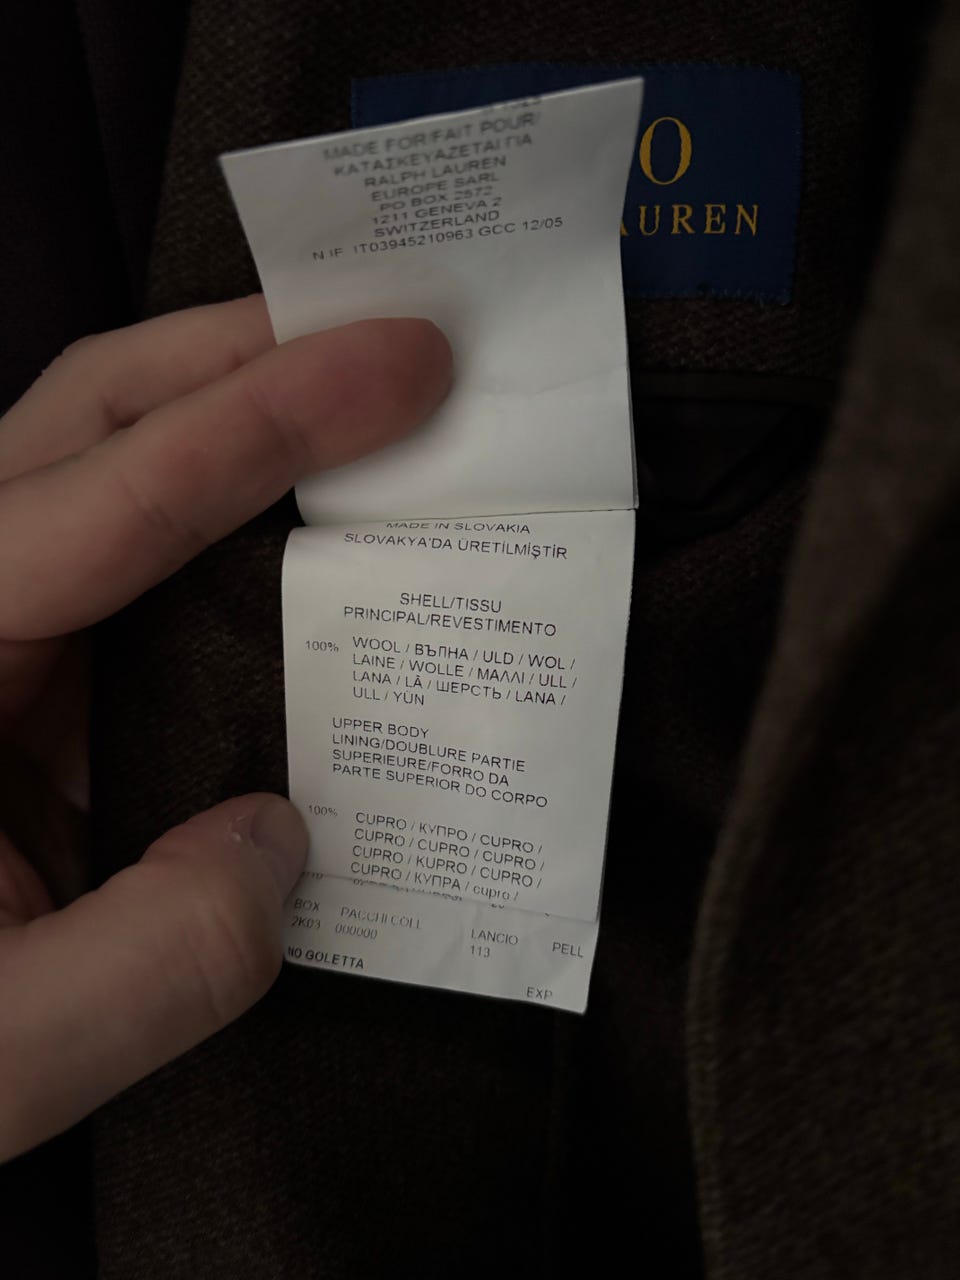 MADE FOR/FAIT POUR/
ΚΑΤΑΣΚΕΥΑΖΕΤΑΙ ΓΙΑ
RALPH LAUREN
EUROPE SARL
PO BOX 2572
1211 GENEVA 2
SWITZERLAND
N.IF. IT03945210963 GCC 12/05
O
AUREN
MADE IN SLOVAKIA
SLOVAKYA'DA ÜRETİLMİŞTİR
SHELL/TISSU
PRINCIPAL/REVESTIMENTO
100% WOOL / ВЪЛНА / ULD / WOL /
LAINE / WOLLE / ΜΑΛΛΙ / ULL /
LANA / LÃ / ШЕРСТЬ / LANA /
ULL / YÜN
UPPER BODY
LINING/DOUBLURE PARTIE
SUPERIEURE/FORRO DA
PARTE SUPERIOR DO CORPO
100% CUPRO / КУПРО / CUPRO /
CUPRO / CUPRO / CUPRO /
CUPRO / KUPRO / CUPRO /
CUPRO / КУПРА / cupro /
BOX PACCHI COLL LANCIO PELL
2K03 000000 113
NO GOLETTA
EXP